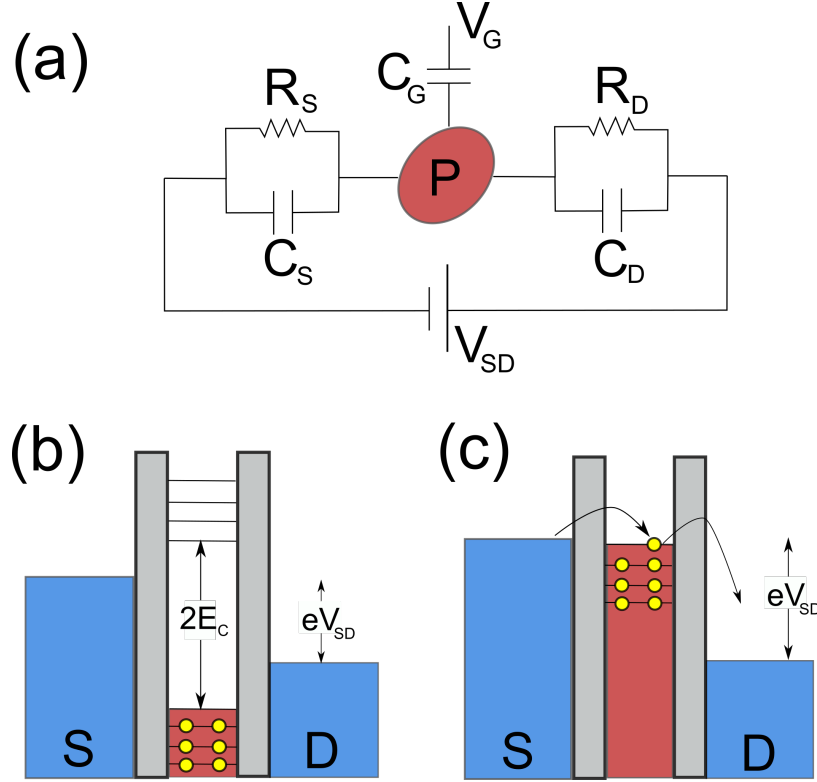 (a)
V_G
C_G
R_S
R_D
P
C_S
C_D
V_SD
(b)
(c)
2E_C
eV_SD
eV_SD
S
D
S
D